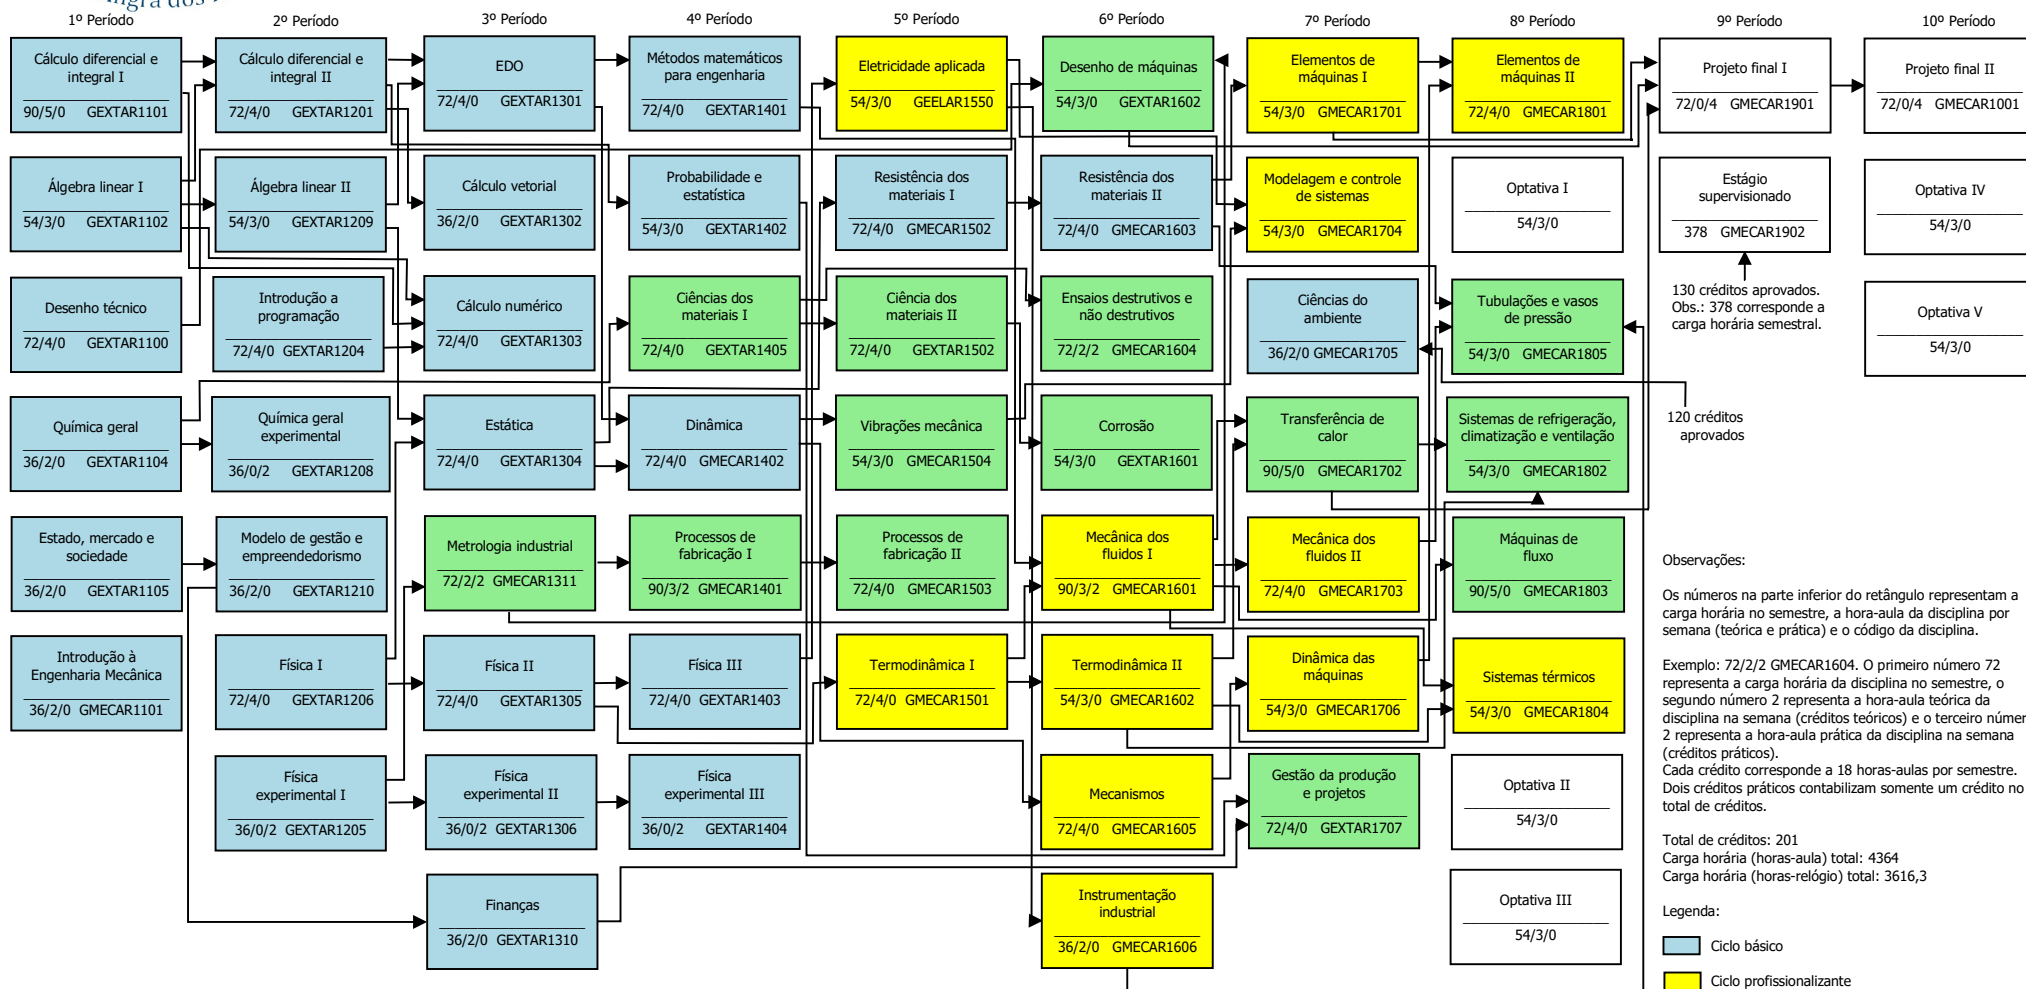 ngra dos
1º Período
2º Período
3º Período
4º Período
5º Período
6º Período
7º Período
8º Período
9º Período
10º Período
Cálculo diferencial e
integral I
90/5/0 GEXTAR1101
Cálculo diferencial e
integral II
72/4/0 GEXTAR1201
EDO
72/4/0 GEXTAR1301
Métodos matemáticos
para engenharia
72/4/0 GEXTAR1401
Eletricidade aplicada
54/3/0 GEELAR1550
Desenho de máquinas
54/3/0 GEXTAR1602
Elementos de
máquinas I
54/3/0 GMECAR1701
Elementos de
máquinas II
72/4/0 GMECAR1801
Projeto final I
72/0/4 GMECAR1901
Projeto final II
72/0/4 GMECAR1001
Álgebra linear I
54/3/0 GEXTAR1102
Álgebra linear II
54/3/0 GEXTAR1209
Cálculo vetorial
36/2/0 GEXTAR1302
Probabilidade e
estatística
54/3/0 GEXTAR1402
Resistência dos
materiais I
72/4/0 GMECAR1502
Resistência dos
materiais II
72/4/0 GMECAR1603
Modelagem e controle
de sistemas
54/3/0 GMECAR1704
Optativa I
54/3/0
Estágio
supervisionado
378 GMECAR1902
Optativa IV
54/3/0
Desenho técnico
72/4/0 GEXTAR1100
Introdução a
programação
72/4/0 GEXTAR1204
Cálculo numérico
72/4/0 GEXTAR1303
Ciências dos
materiais I
72/4/0 GEXTAR1405
Ciência dos
materiais II
72/4/0 GEXTAR1502
Ensaios destrutivos e
não destrutivos
72/2/2 GMECAR1604
Ciências do
ambiente
36/2/0 GMECAR1705
Tubulações e vasos
de pressão
54/3/0 GMECAR1805
130 créditos aprovados.
Obs.: 378 corresponde a
carga horária semestral.
Optativa V
54/3/0
Química geral
36/2/0 GEXTAR1104
Química geral
experimental
36/0/2 GEXTAR1208
Estática
72/4/0 GEXTAR1304
Dinâmica
72/4/0 GMECAR1402
Vibrações mecânica
54/3/0 GMECAR1504
Corrosão
54/3/0 GEXTAR1601
Transferência de
calor
90/5/0 GMECAR1702
Sistemas de refrigeração,
climatização e ventilação
54/3/0 GMECAR1802
120 créditos
aprovados
Estado, mercado e
sociedade
36/2/0 GEXTAR1105
Modelo de gestão e
empreendedorismo
36/2/0 GEXTAR1210
Metrologia industrial
72/2/2 GMECAR1311
Processos de
fabricação I
90/3/2 GMECAR1401
Processos de
fabricação II
72/4/0 GMECAR1503
Mecânica dos
fluidos I
90/3/2 GMECAR1601
Mecânica dos
fluidos II
72/4/0 GMECAR1703
Máquinas de
fluxo
90/5/0 GMECAR1803
Introdução à
Engenharia Mecânica
36/2/0 GMECAR1101
Física I
72/4/0 GEXTAR1206
Física II
72/4/0 GEXTAR1305
Física III
72/4/0 GEXTAR1403
Termodinâmica I
72/4/0 GMECAR1501
Termodinâmica II
54/3/0 GMECAR1602
Dinâmica das
máquinas
54/3/0 GMECAR1706
Sistemas térmicos
54/3/0 GMECAR1804
Física
experimental I
36/0/2 GEXTAR1205
Física
experimental II
36/0/2 GEXTAR1306
Física
experimental III
36/0/2 GEXTAR1404
Mecanismos
72/4/0 GMECAR1605
Gestão da produção
e projetos
72/4/0 GEXTAR1707
Optativa II
54/3/0
Finanças
36/2/0 GEXTAR1310
Instrumentação
industrial
36/2/0 GMECAR1606
Optativa III
54/3/0
Observações:
Os números na parte inferior do retângulo representam a
carga horária no semestre, a hora-aula da disciplina por
semana (teórica e prática) e o código da disciplina.
Exemplo: 72/2/2 GMECAR1604. O primeiro número 72
representa a carga horária da disciplina no semestre, o
segundo número 2 representa a hora-aula teórica da
disciplina na semana (créditos teóricos) e o terceiro númer
2 representa a hora-aula prática da disciplina na semana
(créditos práticos).
Cada crédito corresponde a 18 horas-aulas por semestre.
Dois créditos práticos contabilizam somente um crédito no
total de créditos.
Total de créditos: 201
Carga horária (horas-aula) total: 4364
Carga horária (horas-relógio) total: 3616,3
Legenda:
Ciclo básico
Ciclo profissionalizante